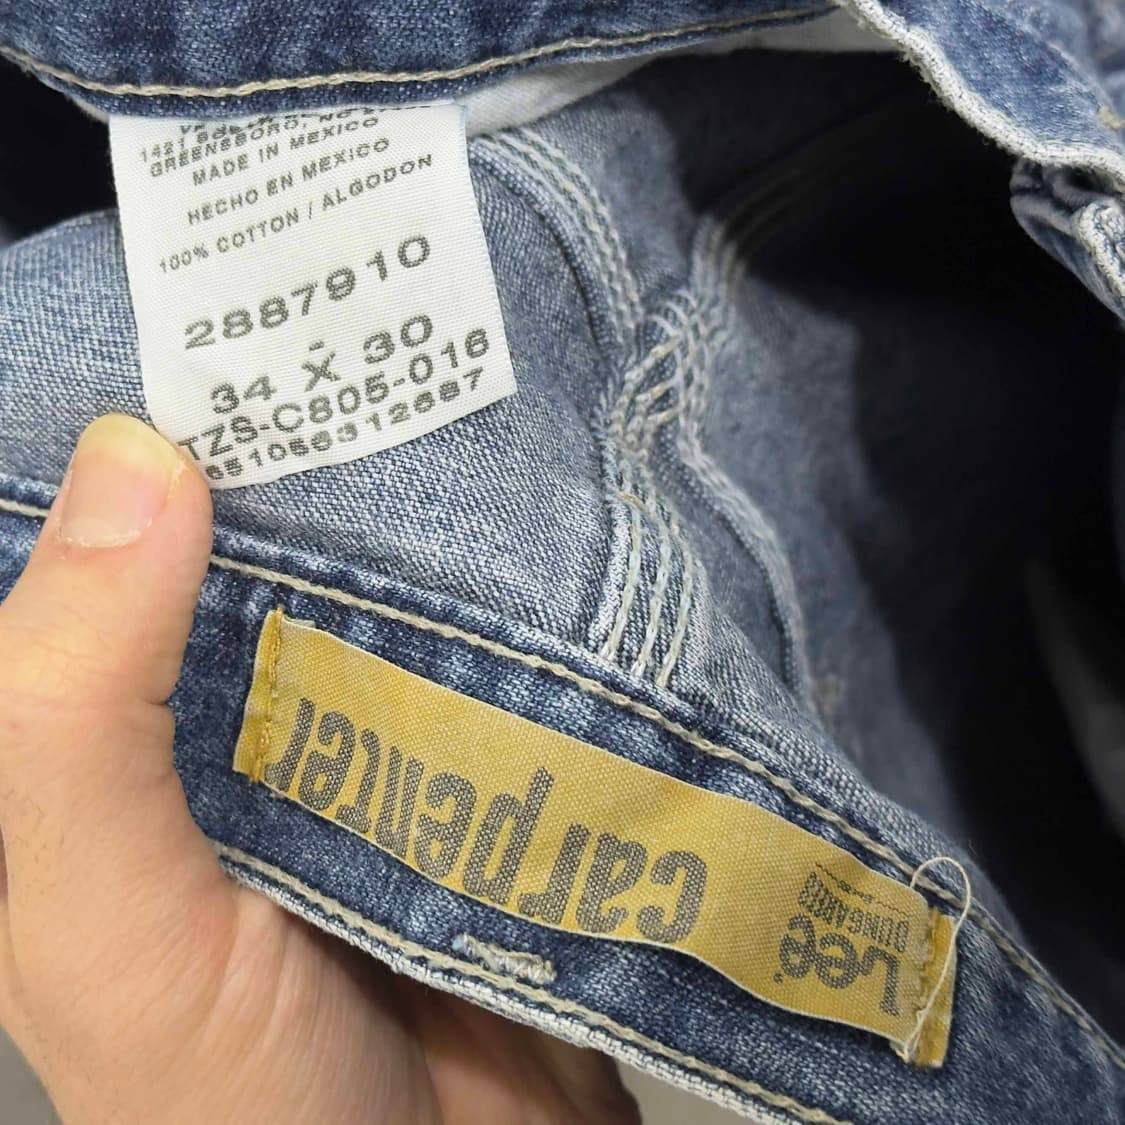 GREENSBORO, NC
MADE IN MEXICO
HECHO EN MEXICO
100% COTTON / ALGODON
2887910
34 X 30
TZS-C805-016
Lee
DUNGAREES
carpenter